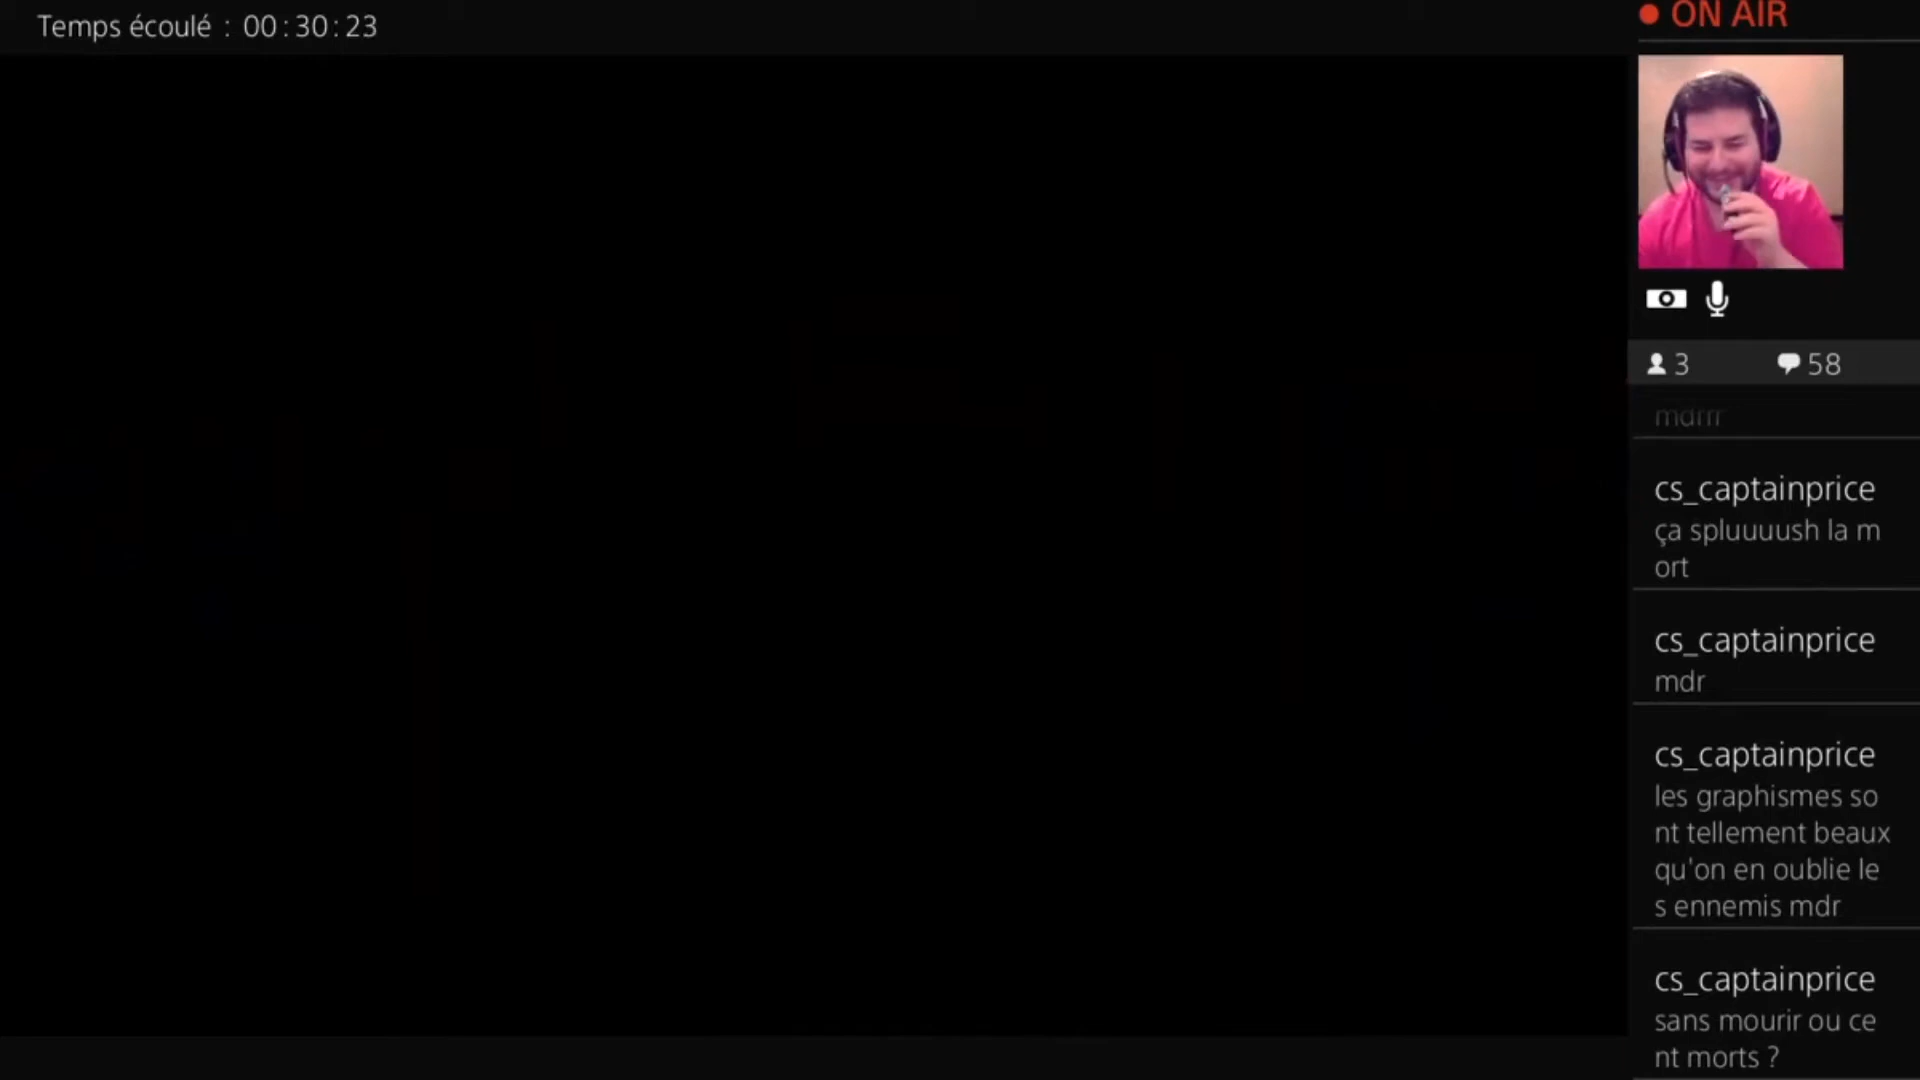 Temps écoulé : 00:30:23
ON AIR
3
58
mdrrr
cs_captainprice
ça spluuuush la m
ort
cs_captainprice
mdr
cs_captainprice
les graphismes so
nt tellement beaux
qu'on en oublie le
s ennemis mdr
cs_captainprice
sans mourir ou ce
nt morts ?